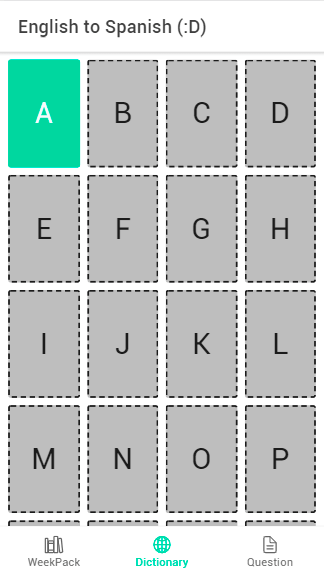 English to Spanish (:D)
A B C D
E F G H
I J K L
M N O P
WeekPack Dictionary Question